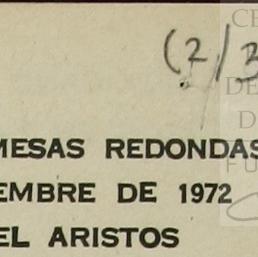 (2/3
MESAS REDONDAS
EMBRE DE 1972
EL ARISTOS